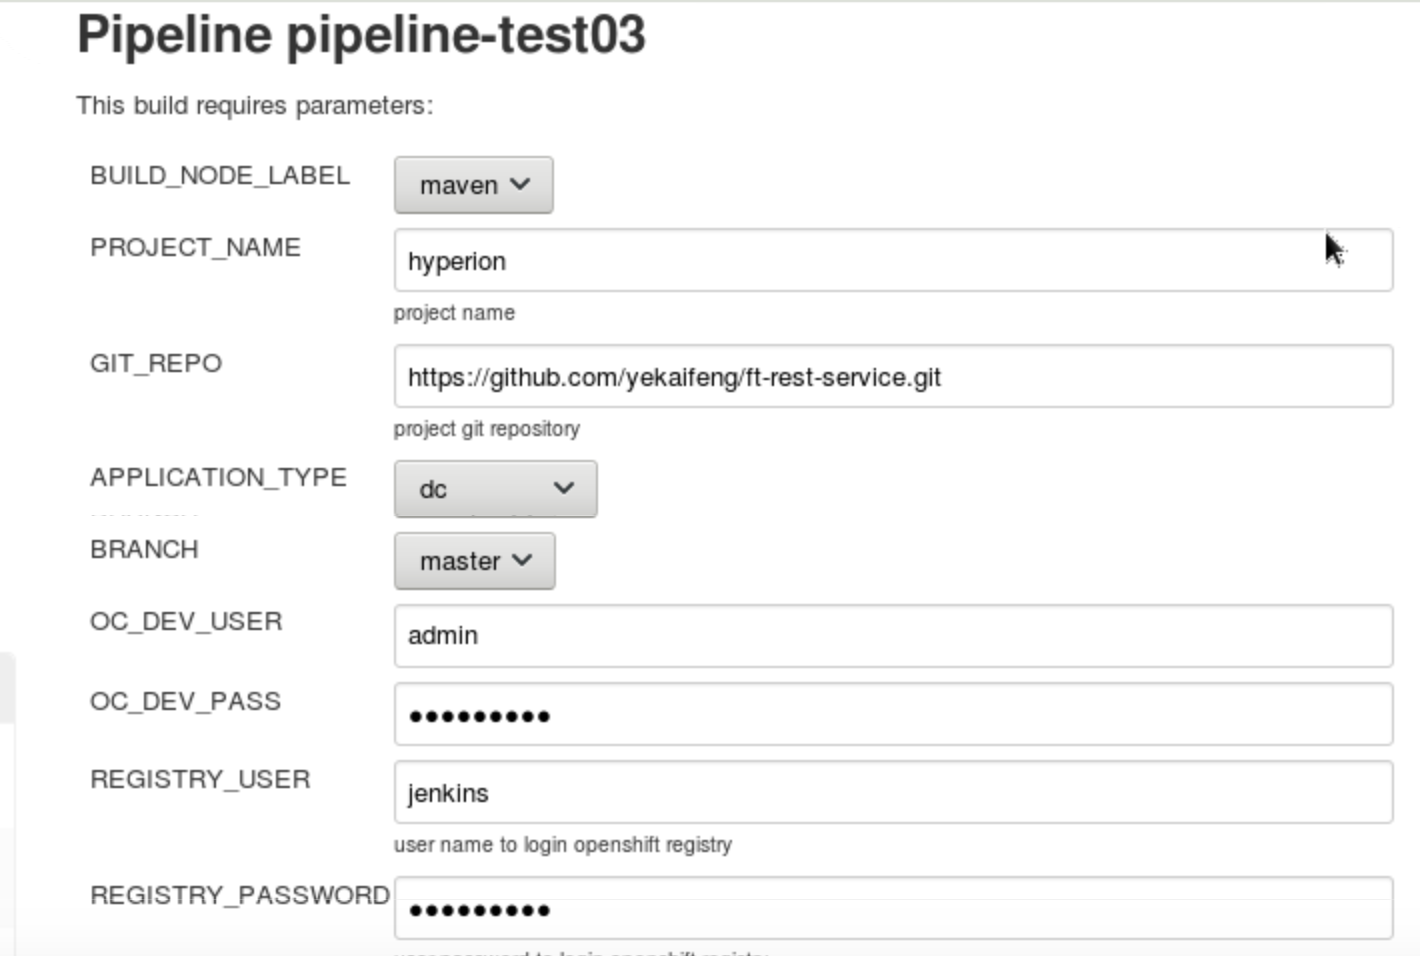 Pipeline pipeline-test03
This build requires parameters:
BUILD_NODE_LABEL
maven
PROJECT_NAME
hyperion
project name
GIT_REPO
https://github.com/yekaifeng/ft-rest-service.git
project git repository
APPLICATION_TYPE
dc
BRANCH
master
OC_DEV_USER
admin
OC_DEV_PASS
•••••••••
REGISTRY_USER
jenkins
user name to login openshift registry
REGISTRY_PASSWORD
•••••••••